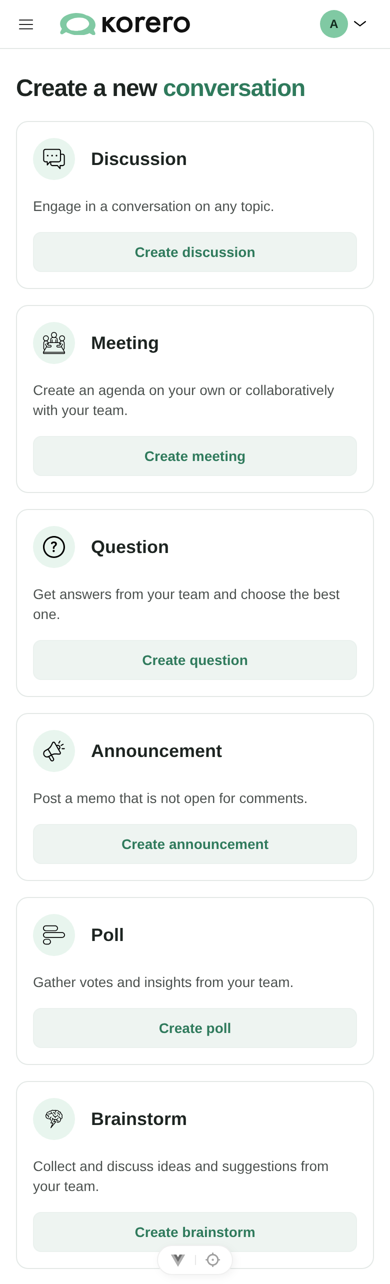 korero
A
Create a new conversation
Discussion
Engage in a conversation on any topic.
Create discussion
Meeting
Create an agenda on your own or collaboratively
with your team.
Create meeting
?
Question
Get answers from your team and choose the best
one.
Create question
Announcement
Post a memo that is not open for comments.
Create announcement
Poll
Gather votes and insights from your team.
Create poll
Brainstorm
Collect and discuss ideas and suggestions from
your team.
Create brainstorm